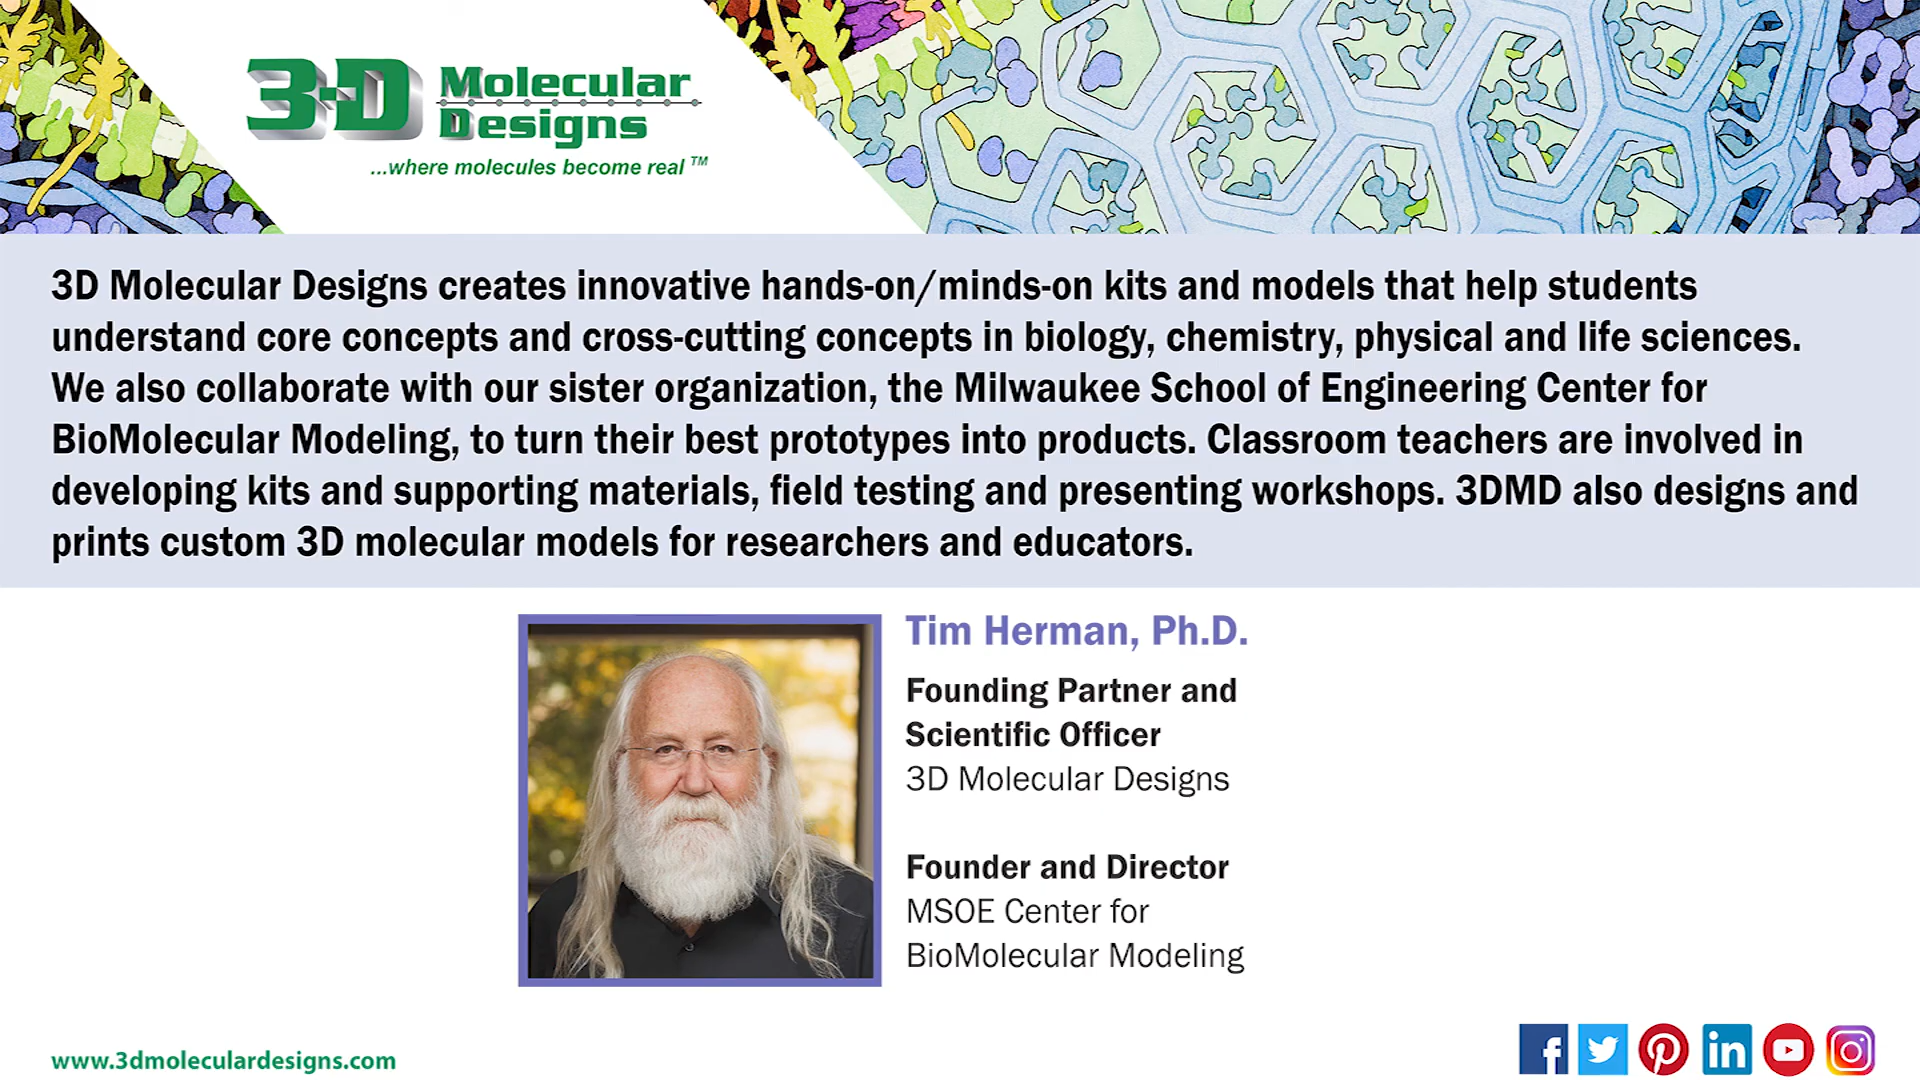 3-D Molecular
Designs
...where molecules become real ™
3D Molecular Designs creates innovative hands-on/minds-on kits and models that help students
understand core concepts and cross-cutting concepts in biology, chemistry, physical and life sciences.
We also collaborate with our sister organization, the Milwaukee School of Engineering Center for
BioMolecular Modeling, to turn their best prototypes into products. Classroom teachers are involved in
developing kits and supporting materials, field testing and presenting workshops. 3DMD also designs and
prints custom 3D molecular models for researchers and educators.
Tim Herman, Ph.D.
Founding Partner and
Scientific Officer
3D Molecular Designs
Founder and Director
MSOE Center for
BioMolecular Modeling
www.3dmoleculardesigns.com